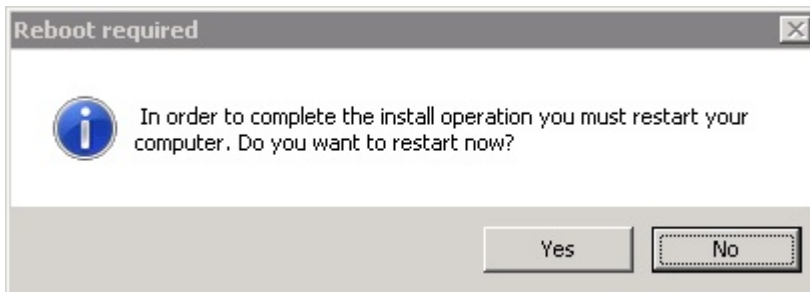 Reboot required
In order to complete the install operation you must restart your
computer. Do you want to restart now?
Yes
No